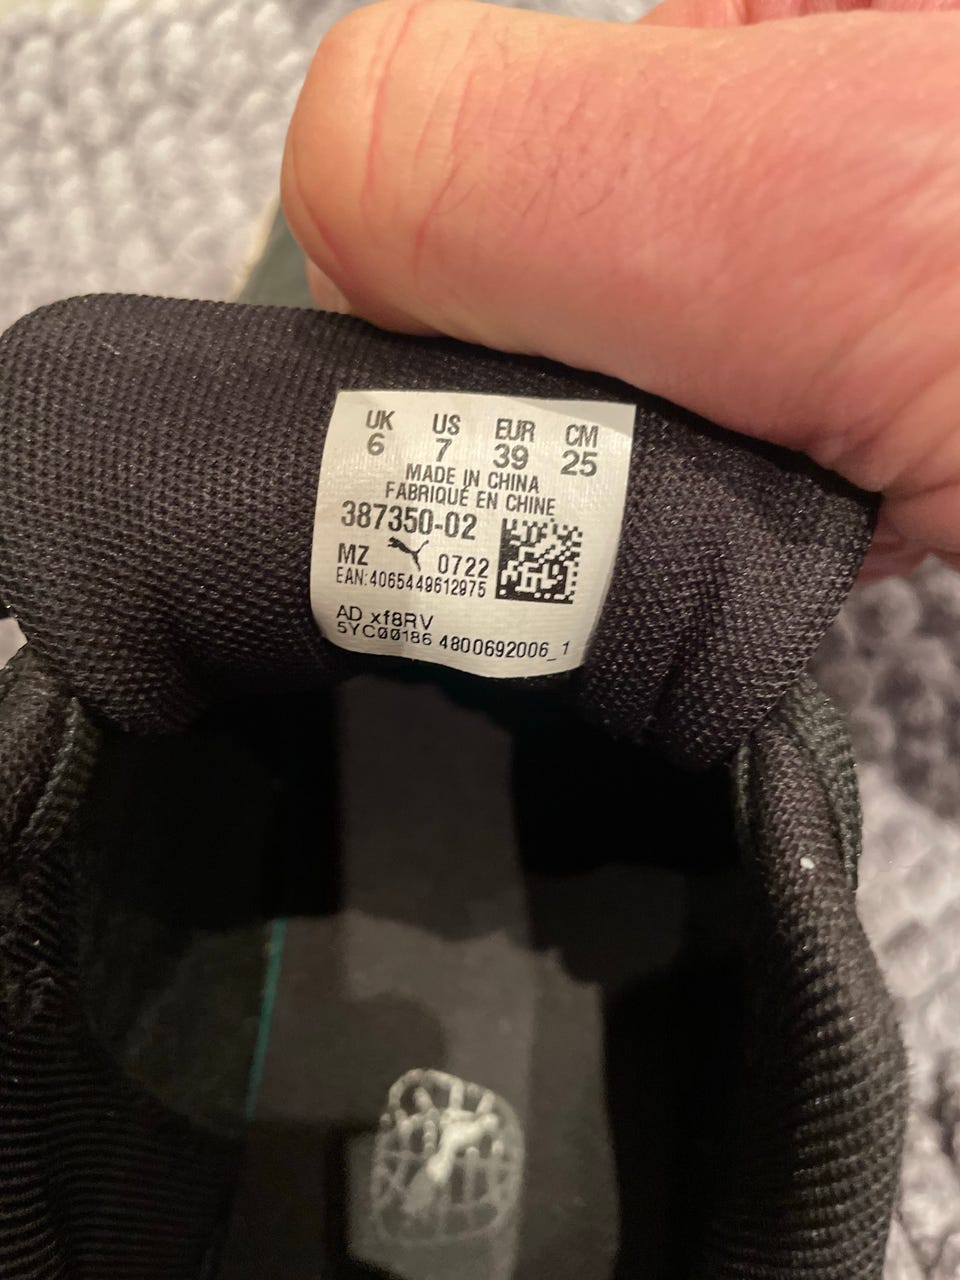 UK US EUR CM
6 7 39 25
MADE IN CHINA
FABRIQUÉ EN CHINE
387350-02
MZ 0722
EAN:4065449612975
AD xf8RV
5YC00186 4800692006_1